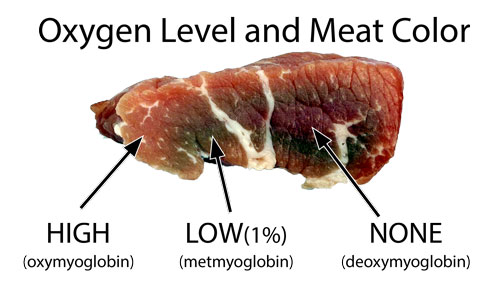 Oxygen Level and Meat Color
HIGH LOW(1%) NONE
(oxymyoglobin) (metmyoglobin) (deoxymyoglobin)